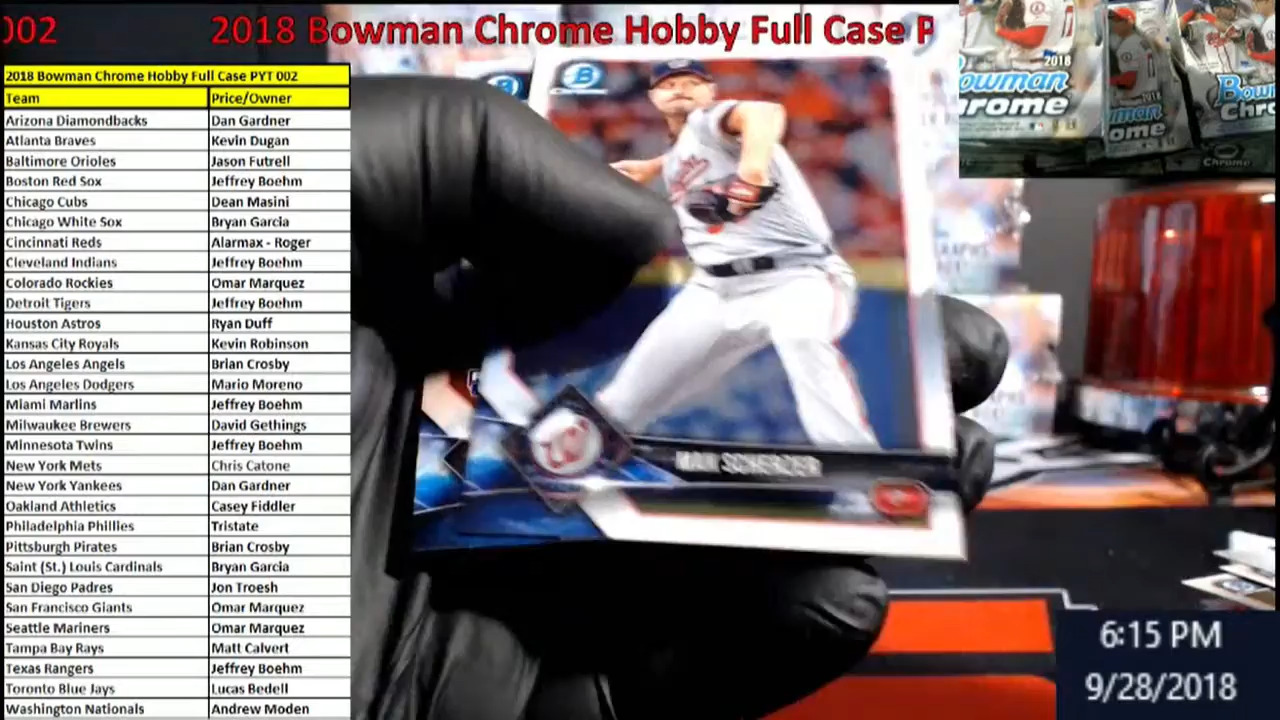 002 2018 Bowman Chrome Hobby Full Case P
2018 Bowman Chrome Hobby Full Case PYT 002
Team Price/Owner
Arizona Diamondbacks Dan Gardner
Atlanta Braves Kevin Dugan
Baltimore Orioles Jason Futrell
Boston Red Sox Jeffrey Boehm
Chicago Cubs Dean Masini
Chicago White Sox Bryan Garcia
Cincinnati Reds Alarmax - Roger
Cleveland Indians Jeffrey Boehm
Colorado Rockies Omar Marquez
Detroit Tigers Jeffrey Boehm
Houston Astros Ryan Duff
Kansas City Royals Kevin Robinson
Los Angeles Angels Brian Crosby
Los Angeles Dodgers Mario Moreno
Miami Marlins Jeffrey Boehm
Milwaukee Brewers David Gethings
Minnesota Twins Jeffrey Boehm
New York Mets Chris Catone
New York Yankees Dan Gardner
Oakland Athletics Casey Fiddler
Philadelphia Phillies Tristate
Pittsburgh Pirates Brian Crosby
Saint (St.) Louis Cardinals Bryan Garcia
San Diego Padres Jon Troesh
San Francisco Giants Omar Marquez
Seattle Mariners Omar Marquez
Tampa Bay Rays Matt Calvert
Texas Rangers Jeffrey Boehm
Toronto Blue Jays Lucas Bedell
Washington Nationals Andrew Moden
MAX SCHERZER
2018
owman
hrome
Chrome
6:15 PM
9/28/2018